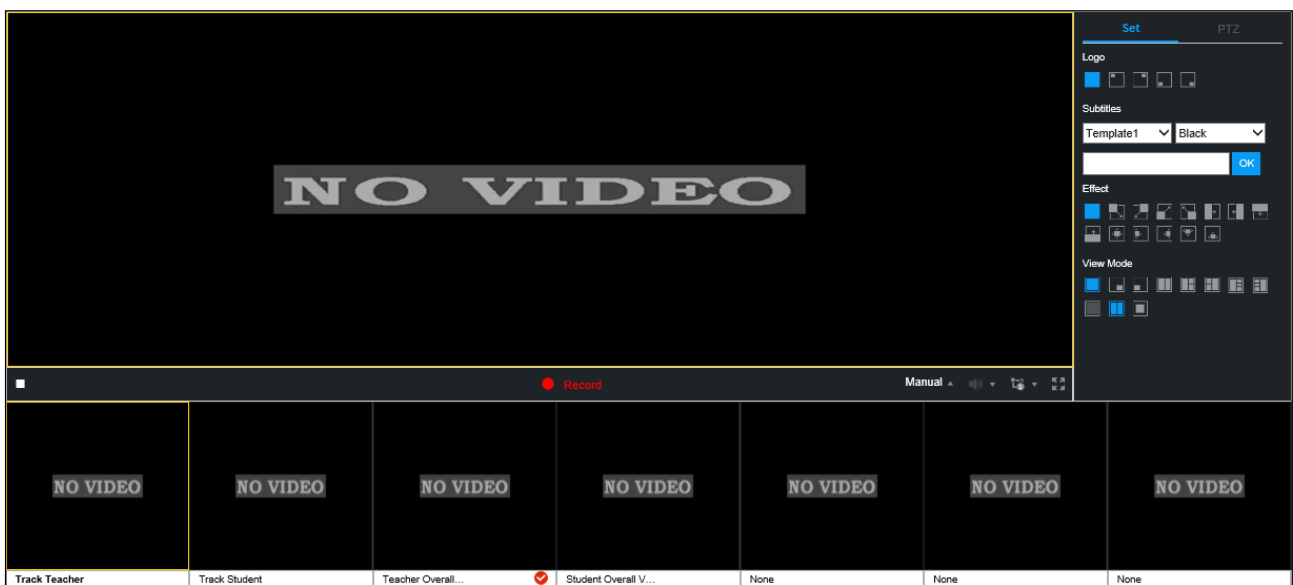 Set PTZ
Logo
NO VIDEO
Subtitles
Template1 Black
OK
Effect
View Mode
Record Manual
NO VIDEO NO VIDEO NO VIDEO NO VIDEO NO VIDEO NO VIDEO NO VIDEO
Track Teacher Track Student Teacher Overall... Student Overall V... None None None